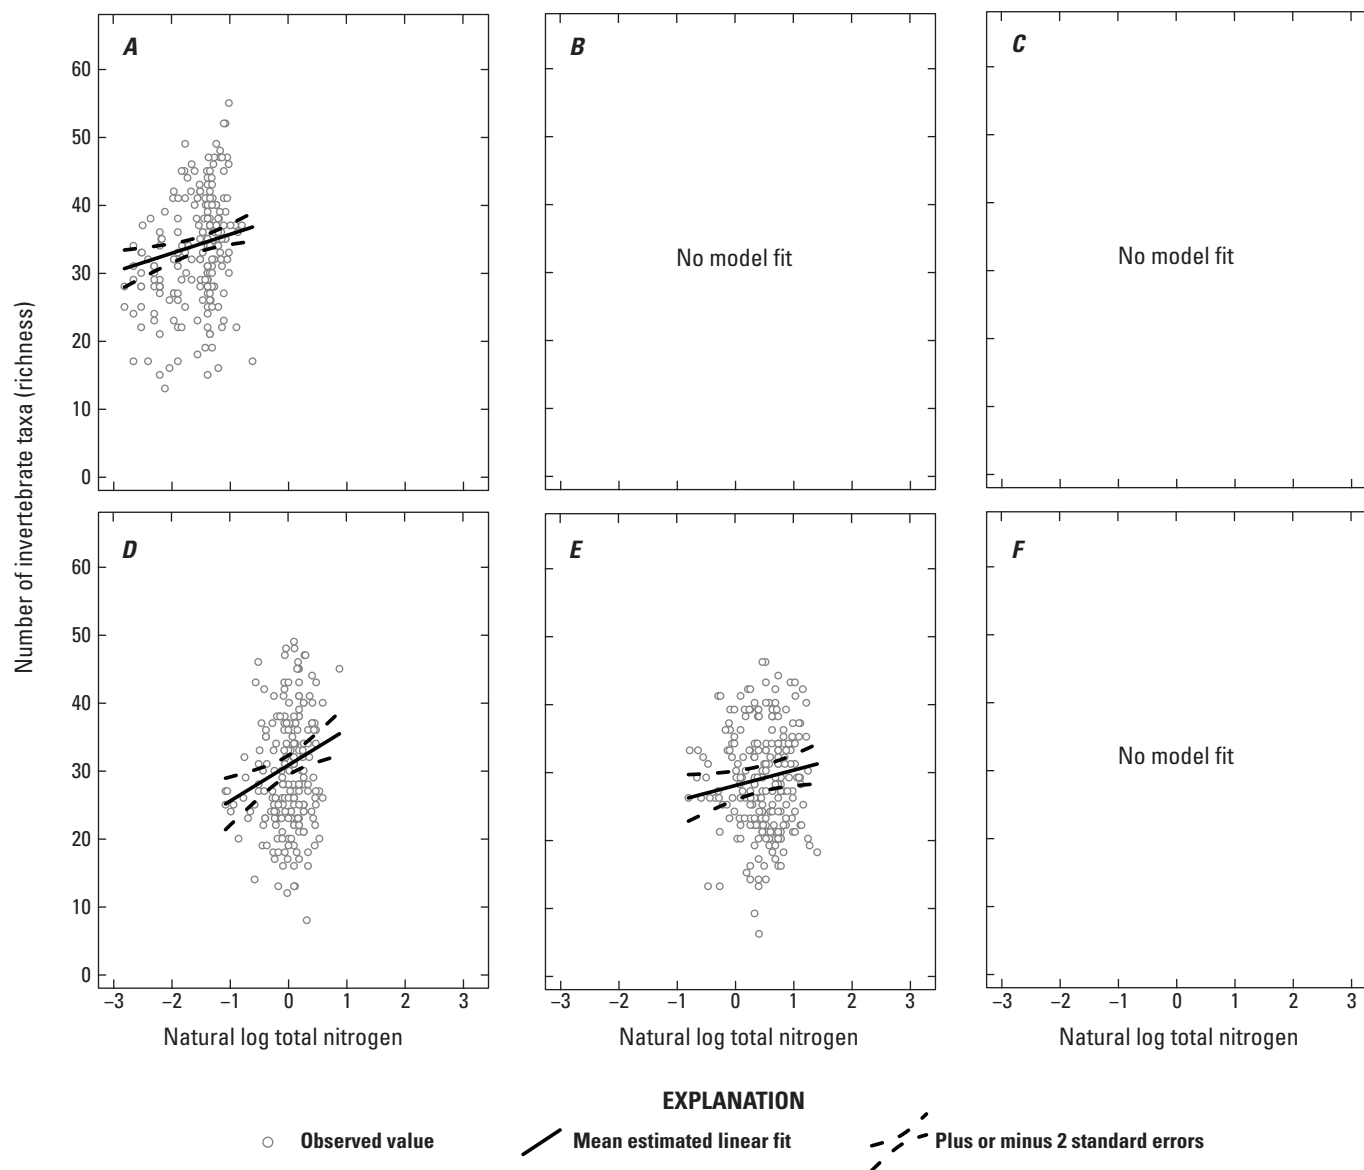 A
B
C
60
50
40
30
20
10
0
No model fit
No model fit
Number of invertebrate taxa (richness)
D
E
F
60
50
40
30
20
10
0
No model fit
−3 −2 −1 0 1 2 3
−3 −2 −1 0 1 2 3
−3 −2 −1 0 1 2 3
Natural log total nitrogen
Natural log total nitrogen
Natural log total nitrogen
EXPLANATION
Observed value
Mean estimated linear fit
Plus or minus 2 standard errors